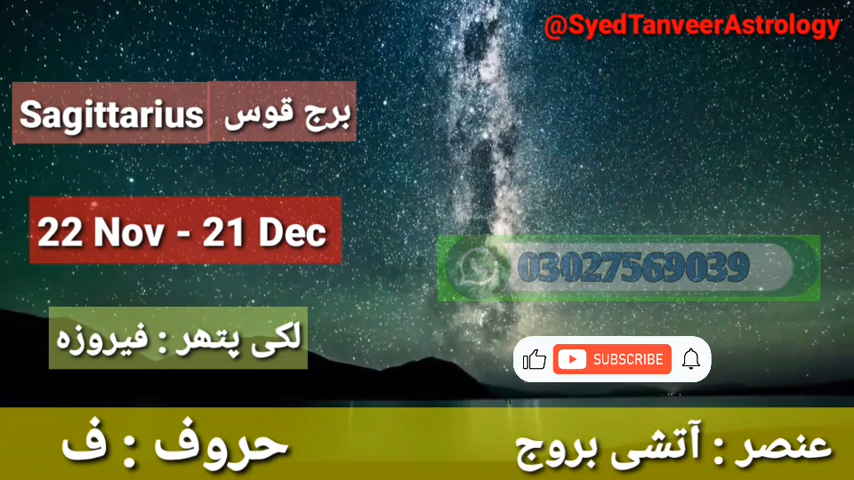 @SyedTanveerAstrology
Sagittarius برج قوس
22 Nov - 21 Dec
03027569039
لکی پتھر : فیروزہ
SUBSCRIBE
عنصر : آتشی بروج
حروف : ف